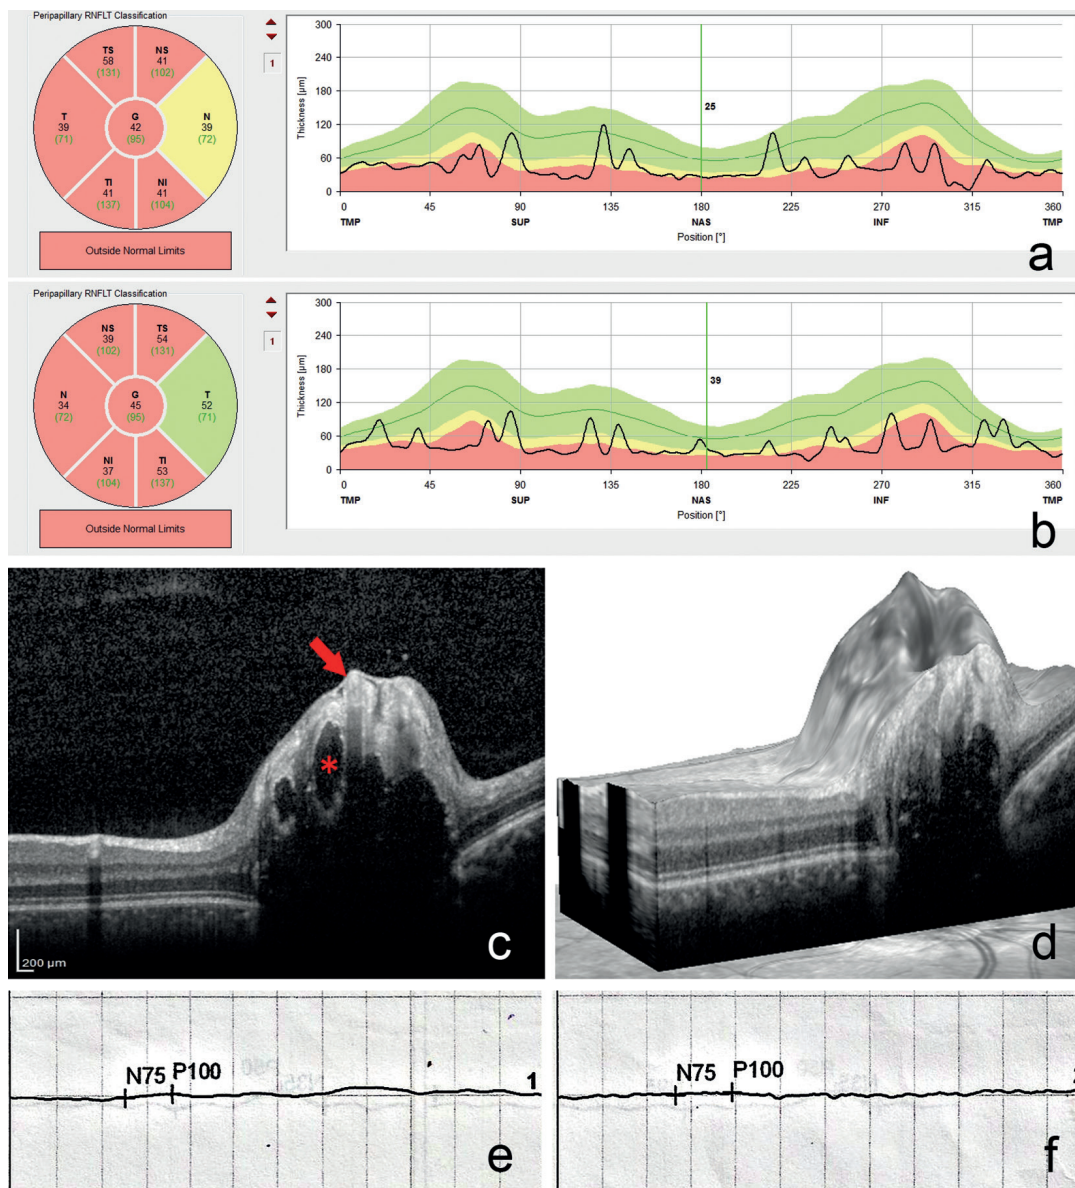 Peripapillary RNFLT Classification
TS
58
(131)
NS
41
(102)
T
39
(71)
G
42
(95)
N
39
(72)
TI
41
(137)
NI
41
(104)
Outside Normal Limits
1
Thickness [µm]
300
240
180
120
60
0
25
0 45 90 135 180 225 270 315 360
TMP SUP NAS INF TMP
Position [°]
a
Peripapillary RNFLT Classification
NS
39
(102)
TS
54
(131)
N
34
(72)
G
45
(95)
T
52
(71)
NI
37
(104)
TI
53
(137)
Outside Normal Limits
1
Thickness [µm]
300
240
180
120
60
0
39
0 45 90 135 180 225 270 315 360
TMP SUP NAS INF TMP
Position [°]
b
*
200 µm
c
d
N75 P100
1
e
N75 P100
f